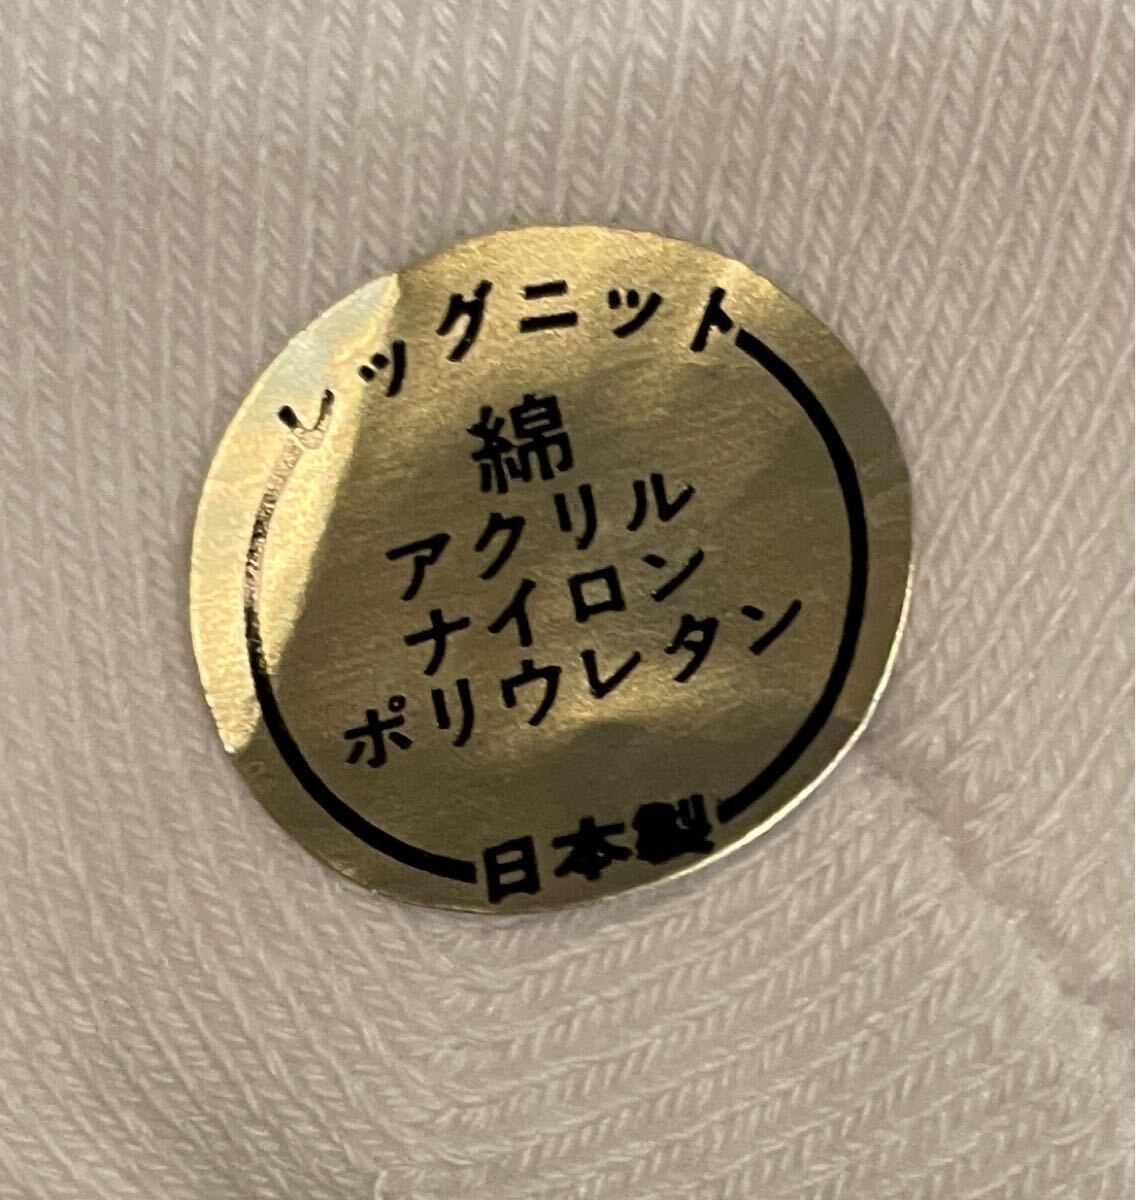 レッグニット
綿
アクリル
ナイロン
ポリウレタン
日本製